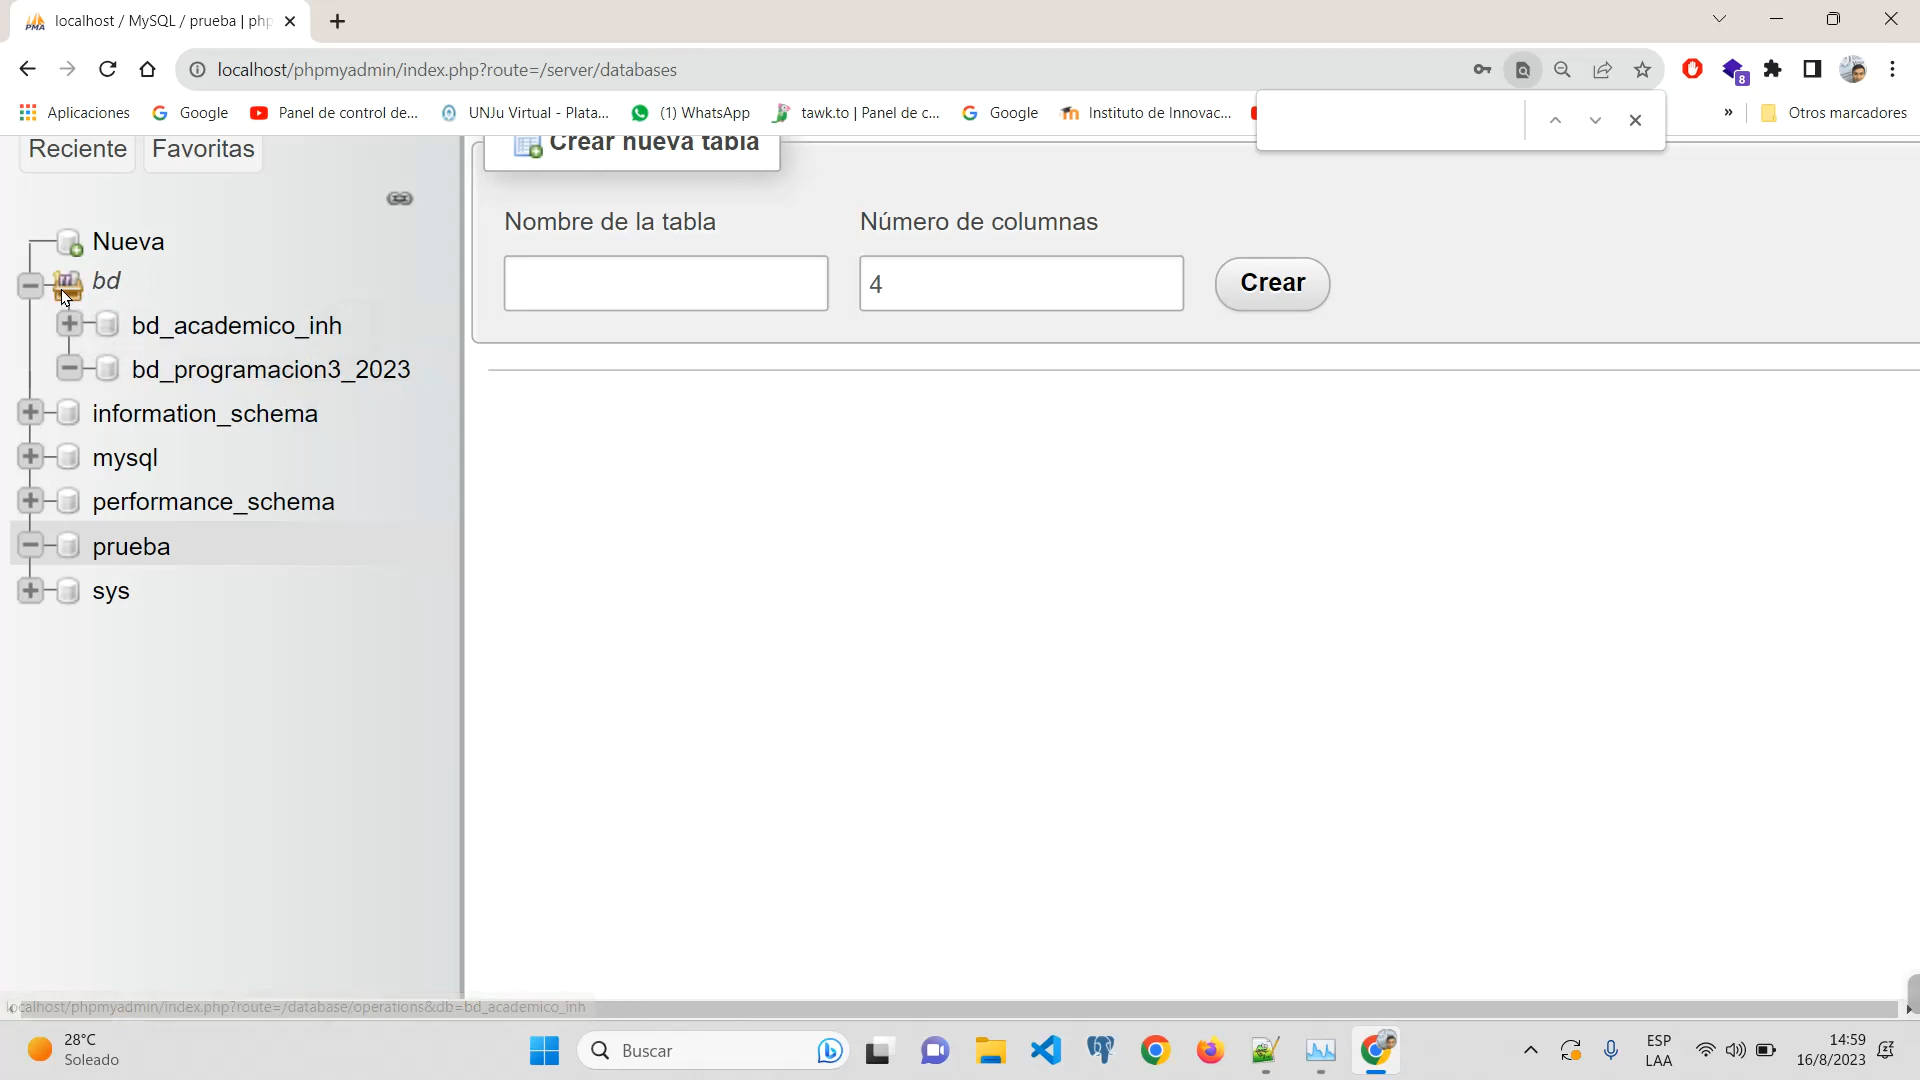 localhost / MySQL / prueba | php
localhost/phpmyadmin/index.php?route=/server/databases
8
Aplicaciones Google Panel de control de... UNJu Virtual - Plata... (1) WhatsApp tawk.to | Panel de c... Google Instituto de Innovac... » Otros marcadores
Reciente Favoritas
Crear nueva tabla
Nombre de la tabla Número de columnas
4 Crear
Nueva
bd
bd_academico_inh
bd_programacion3_2023
information_schema
mysql
performance_schema
prueba
sys
localhost/phpmyadmin/index.php?route=/database/operations&db=bd_academico_inh
28°C
Soleado
Buscar
ESP
LAA
14:59
16/8/2023